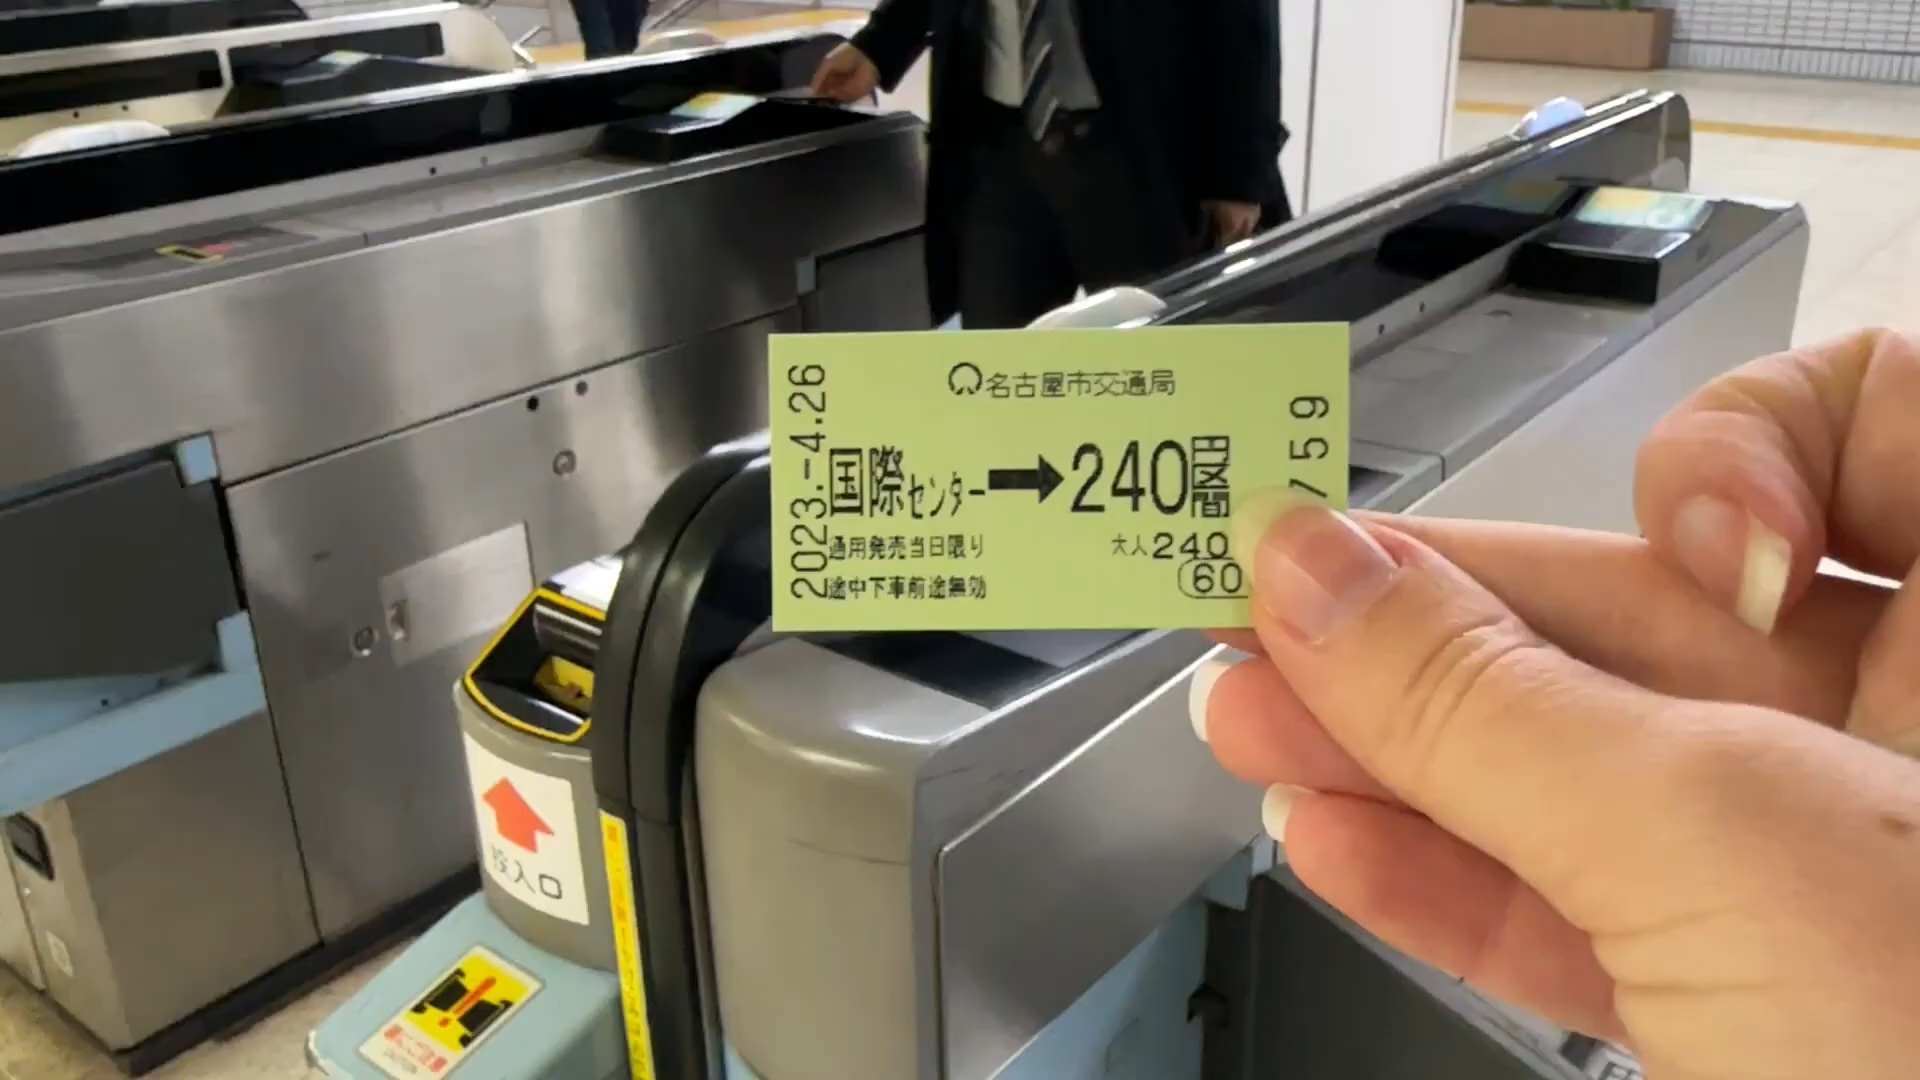 名古屋市交通局
2023.-4.26
国際センター→240円区間
759
通用発売当日限り
大人240
途中下車前途無効
60
投入口